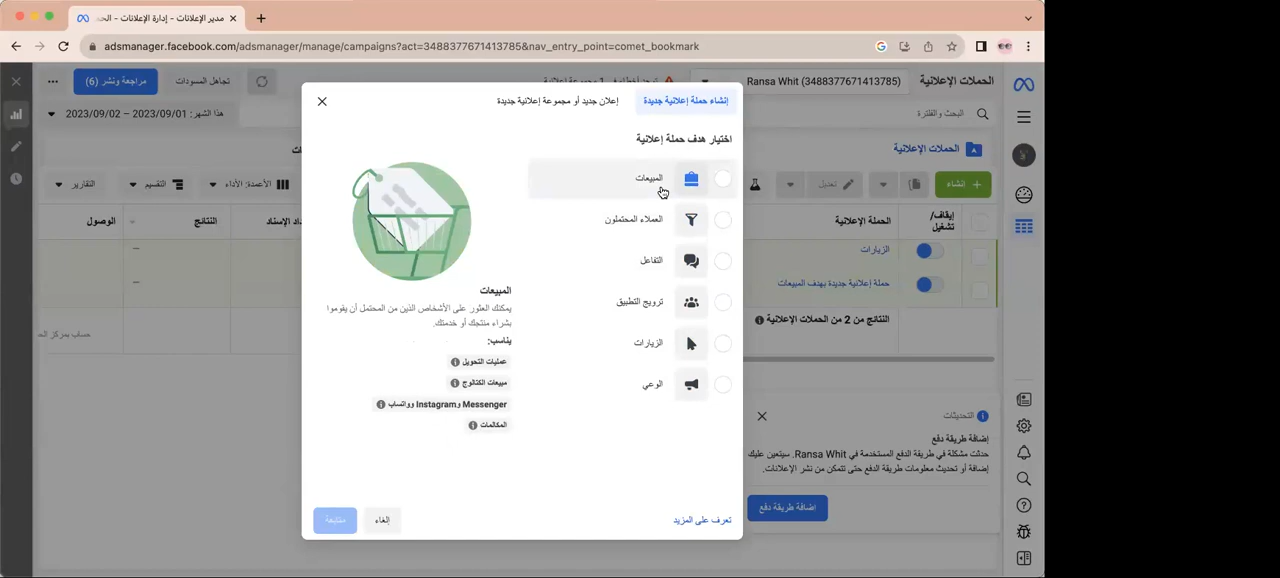 مدير الإعلانات - إدارة الإعلانات - الحـ
adsmanager.facebook.com/adsmanager/manage/campaigns?act=3488377671413785&nav_entry_point=comet_bookmark
الحملات الإعلانية
Ransa Whit (3488377671413785)
تجاهل المسودات
مراجعة ونشر (6)
البحث والفلترة
هذا الشهر: 2023/09/01 – 2023/09/02
الحملات الإعلانية
إنشاء
تعديل
الأعمدة: الأداء
التقسيم
التقارير
إيقاف/تشغيل
الحملة الإعلانية
النتائج
الوصول
الزيارات
—
حملة إعلانية جديدة بهدف المبيعات
—
النتائج من 2 من الحملات الإعلانية
إنشاء حملة إعلانية جديدة
إعلان جديد أو مجموعة إعلانية جديدة
اختيار هدف حملة إعلانية
المبيعات
العملاء المحتملون
التفاعل
ترويج التطبيق
الزيارات
الوعي
المبيعات
يمكنك العثور على الأشخاص الذين من المحتمل أن يقوموا
بشراء منتجك أو خدمتك.
يناسب:
عمليات التحويل
مبيعات الكتالوج
Messenger وInstagram وواتساب
المكالمات
تعرف على المزيد
إلغاء
متابعة
التحديثات
إضافة طريقة دفع
حدثت مشكلة في طريقة الدفع المستخدمة في Ransa Whit. سيتعين عليك
إضافة أو تحديث معلومات طريقة الدفع حتى تتمكن من نشر الإعلانات.
إضافة طريقة دفع